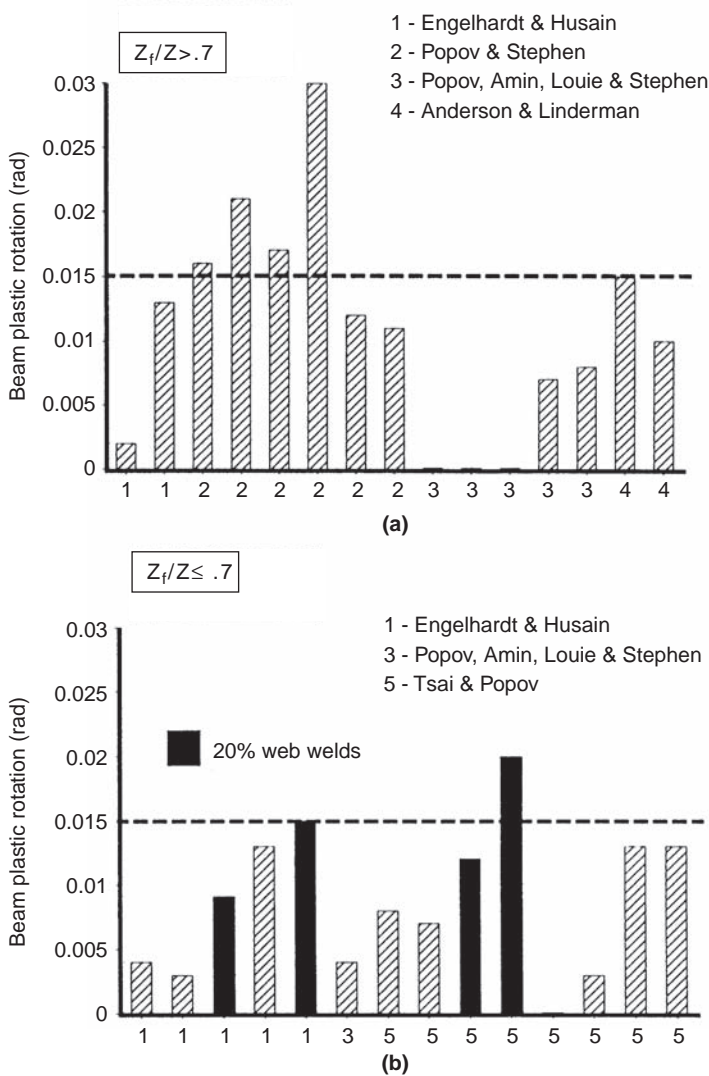 Z_f/Z>.7
1 - Engelhardt & Husain
2 - Popov & Stephen
3 - Popov, Amin, Louie & Stephen
4 - Anderson & Linderman
Beam plastic rotation (rad)
0.03
0.025
0.02
0.015
0.01
0.005
0
1 1 2 2 2 2 2 2 3 3 3 3 3 4 4
(a)
Z_f/Z≤ .7
1 - Engelhardt & Husain
3 - Popov, Amin, Louie & Stephen
5 - Tsai & Popov
20% web welds
Beam plastic rotation (rad)
0.03
0.025
0.02
0.015
0.01
0.005
0
1 1 1 1 1 3 5 5 5 5 5 5 5 5
(b)